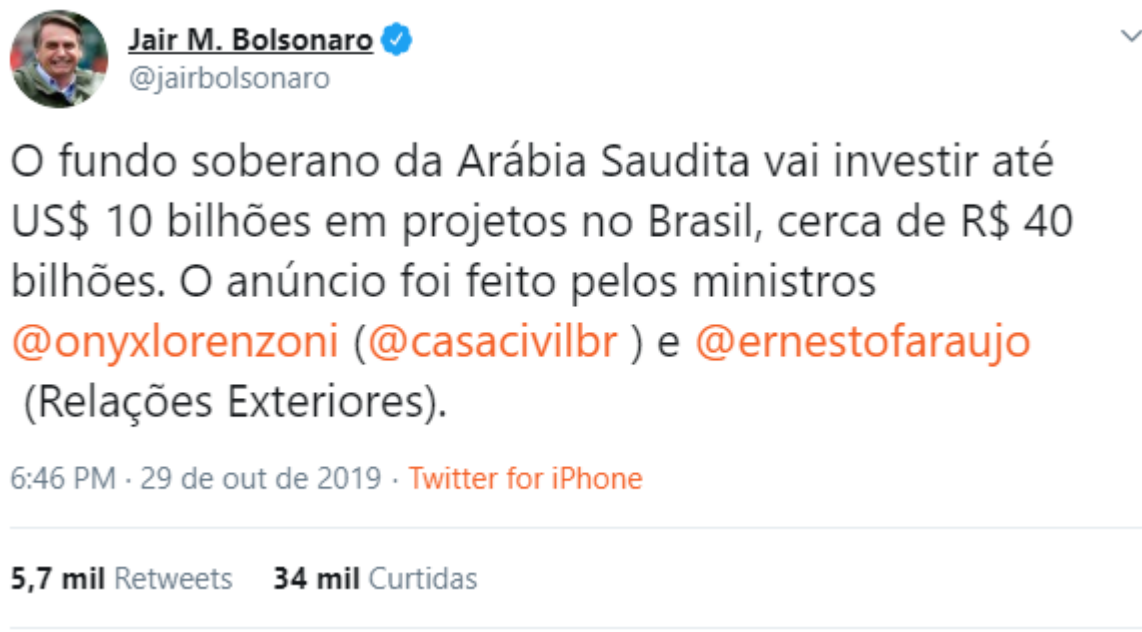 Jair M. Bolsonaro
@jairbolsonaro
O fundo soberano da Arábia Saudita vai investir até
US$ 10 bilhões em projetos no Brasil, cerca de R$ 40
bilhões. O anúncio foi feito pelos ministros
@onyxlorenzoni (@casacivilbr ) e @ernestofaraujo
(Relações Exteriores).
6:46 PM · 29 de out de 2019 · Twitter for iPhone
5,7 mil Retweets 34 mil Curtidas